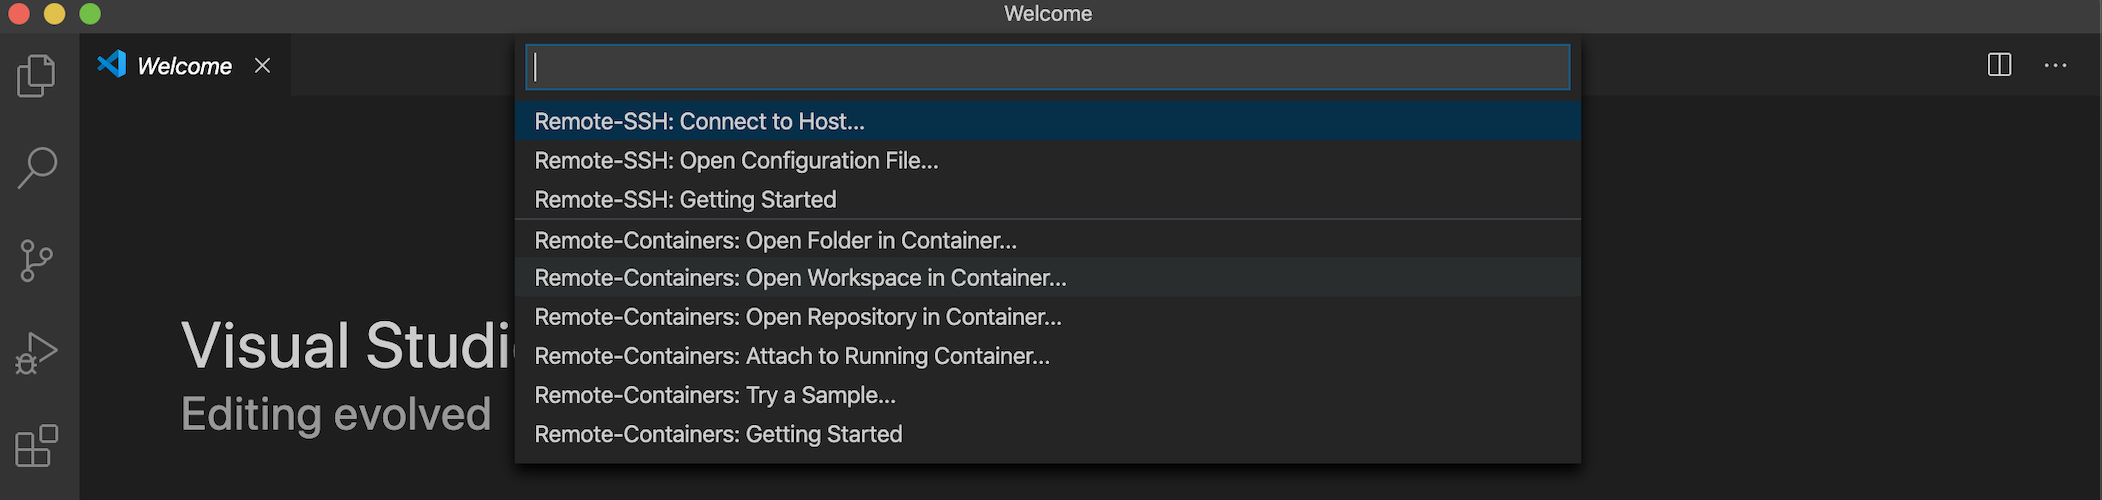 Welcome
Welcome
Remote-SSH: Connect to Host...
Remote-SSH: Open Configuration File...
Remote-SSH: Getting Started
Remote-Containers: Open Folder in Container...
Remote-Containers: Open Workspace in Container...
Remote-Containers: Open Repository in Container...
Remote-Containers: Attach to Running Container...
Remote-Containers: Try a Sample...
Remote-Containers: Getting Started
Visual Studi
Editing evolved